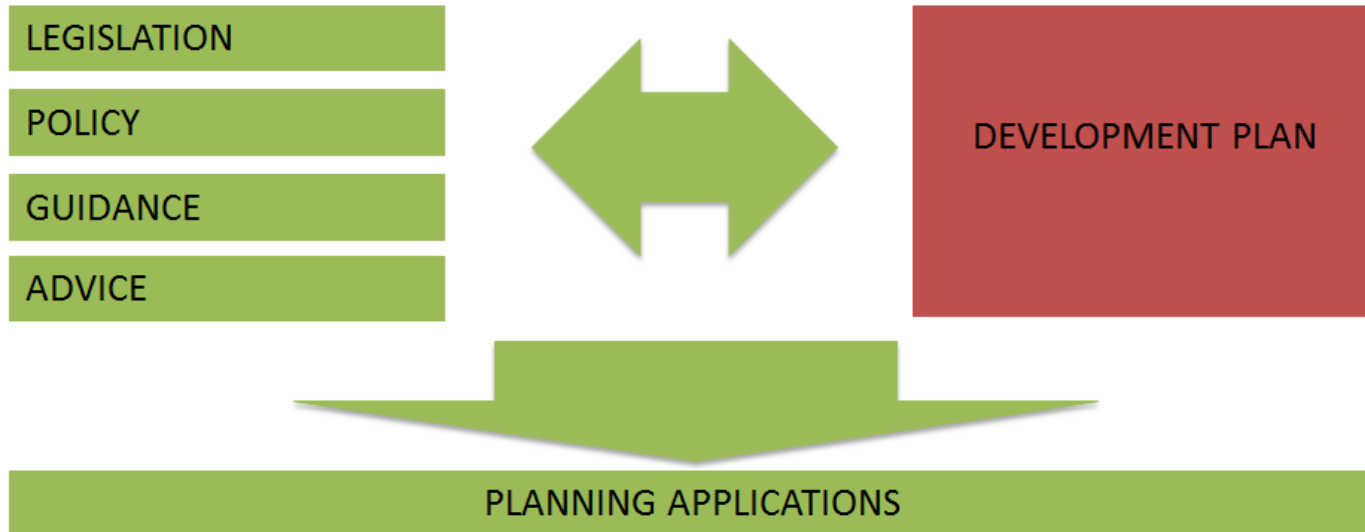 LEGISLATION
POLICY
GUIDANCE
ADVICE
DEVELOPMENT PLAN
PLANNING APPLICATIONS